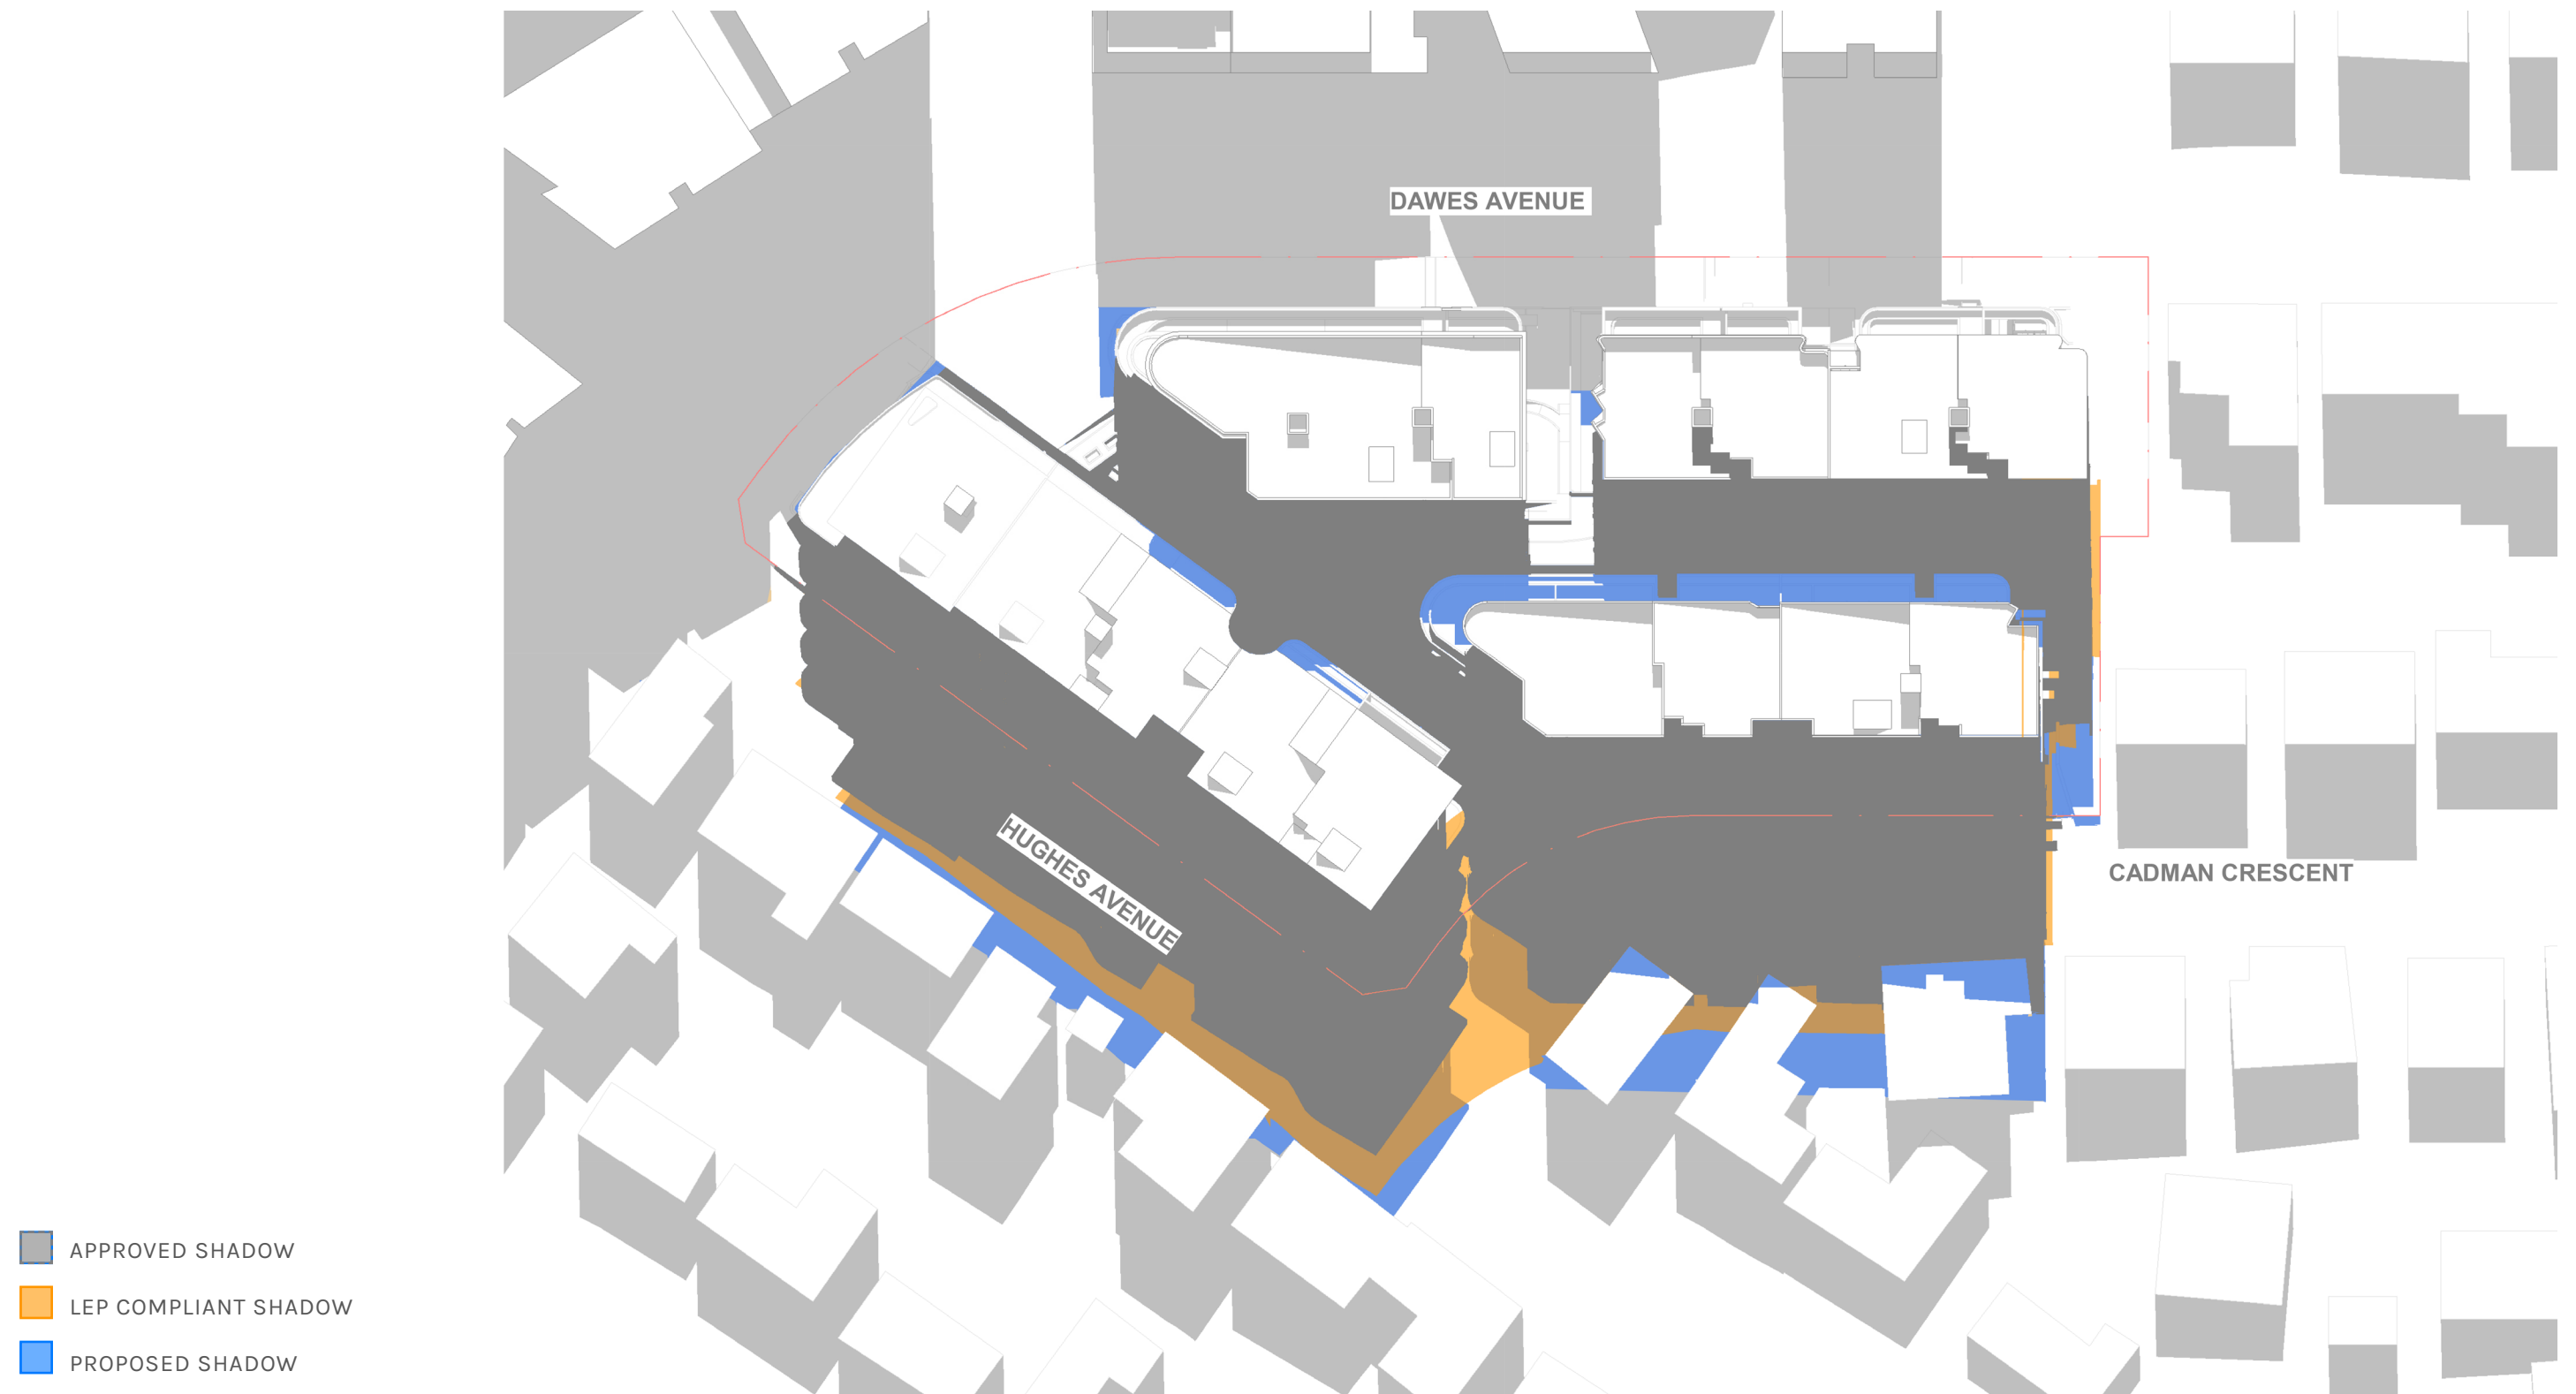 DAWES AVENUE
HUGHES AVENUE
CADMAN CRESCENT
APPROVED SHADOW
LEP COMPLIANT SHADOW
PROPOSED SHADOW